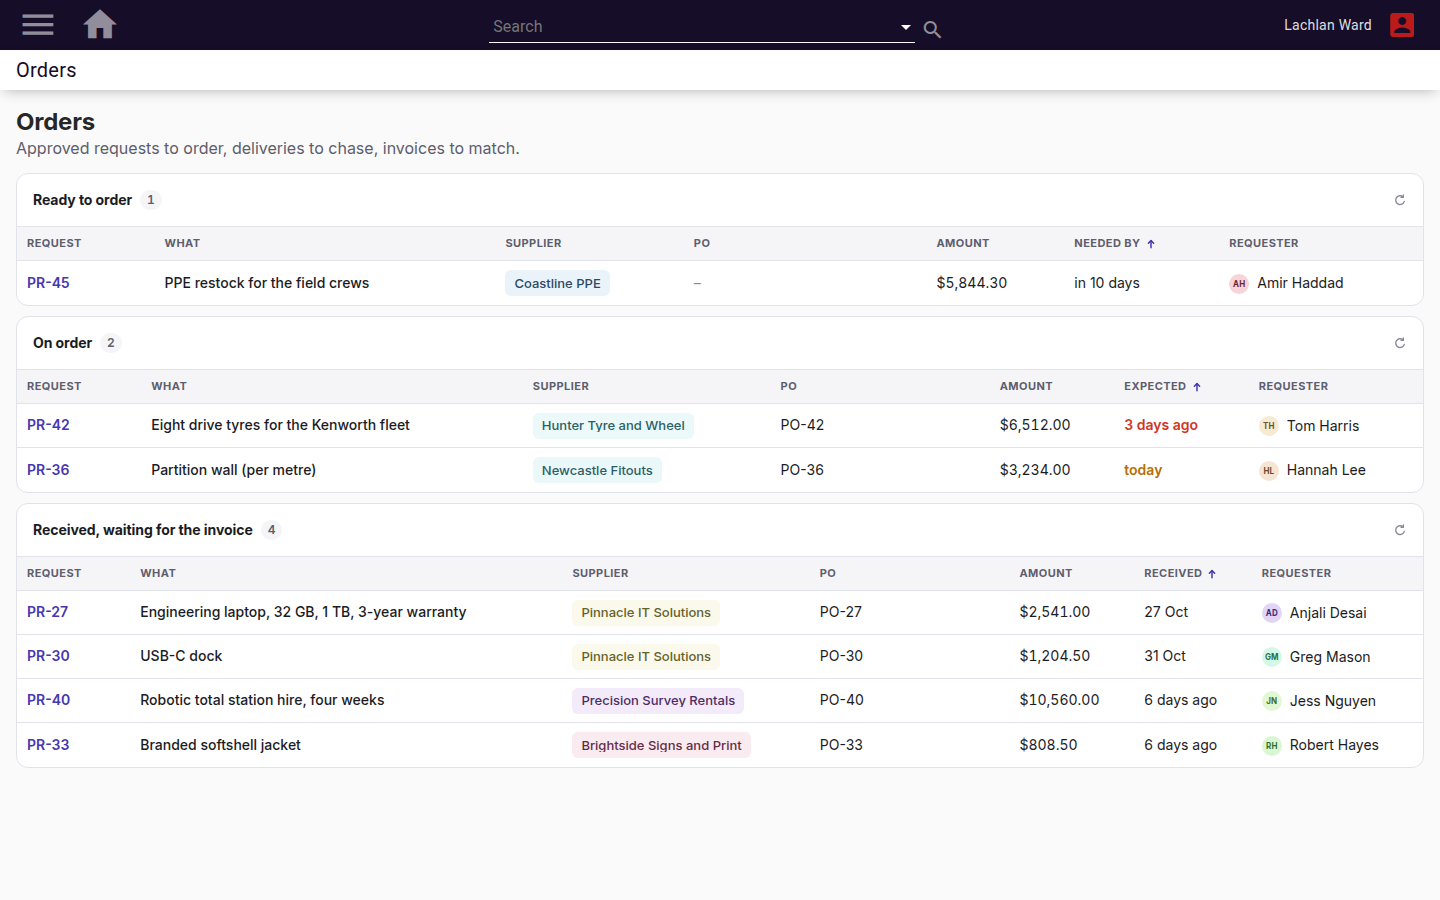 Search
Lachlan Ward
Orders
Orders
Approved requests to order, deliveries to chase, invoices to match.
Ready to order 1
REQUEST WHAT SUPPLIER PO AMOUNT NEEDED BY REQUESTER
PR-45 PPE restock for the field crews Coastline PPE – $5,844.30 in 10 days AH Amir Haddad
On order 2
REQUEST WHAT SUPPLIER PO AMOUNT EXPECTED REQUESTER
PR-42 Eight drive tyres for the Kenworth fleet Hunter Tyre and Wheel PO-42 $6,512.00 3 days ago TH Tom Harris
PR-36 Partition wall (per metre) Newcastle Fitouts PO-36 $3,234.00 today HL Hannah Lee
Received, waiting for the invoice 4
REQUEST WHAT SUPPLIER PO AMOUNT RECEIVED REQUESTER
PR-27 Engineering laptop, 32 GB, 1 TB, 3-year warranty Pinnacle IT Solutions PO-27 $2,541.00 27 Oct AD Anjali Desai
PR-30 USB-C dock Pinnacle IT Solutions PO-30 $1,204.50 31 Oct GM Greg Mason
PR-40 Robotic total station hire, four weeks Precision Survey Rentals PO-40 $10,560.00 6 days ago JN Jess Nguyen
PR-33 Branded softshell jacket Brightside Signs and Print PO-33 $808.50 6 days ago RH Robert Hayes